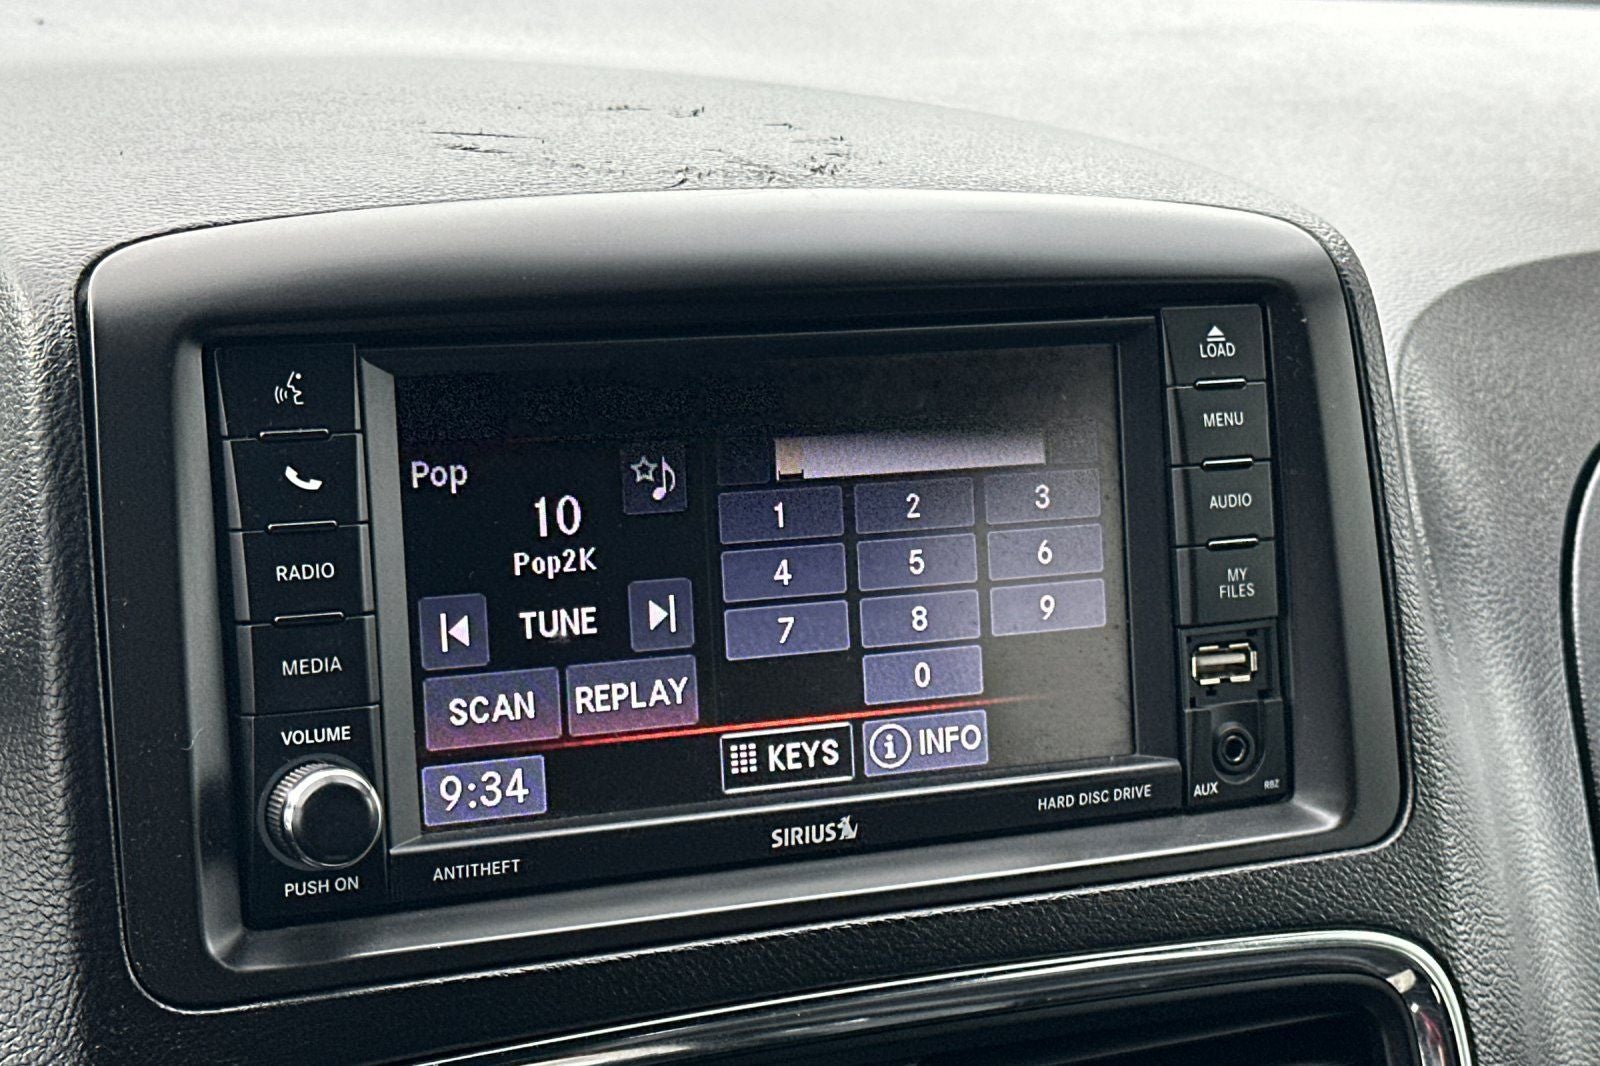 LOAD
MENU
AUDIO
MY
FILES
AUX
RBZ
RADIO
MEDIA
VOLUME
PUSH ON
Pop
10
Pop2K
TUNE
SCAN
REPLAY
9:34
1
2
3
4
5
6
7
8
9
0
KEYS
i INFO
ANTITHEFT
SIRIUS
HARD DISC DRIVE